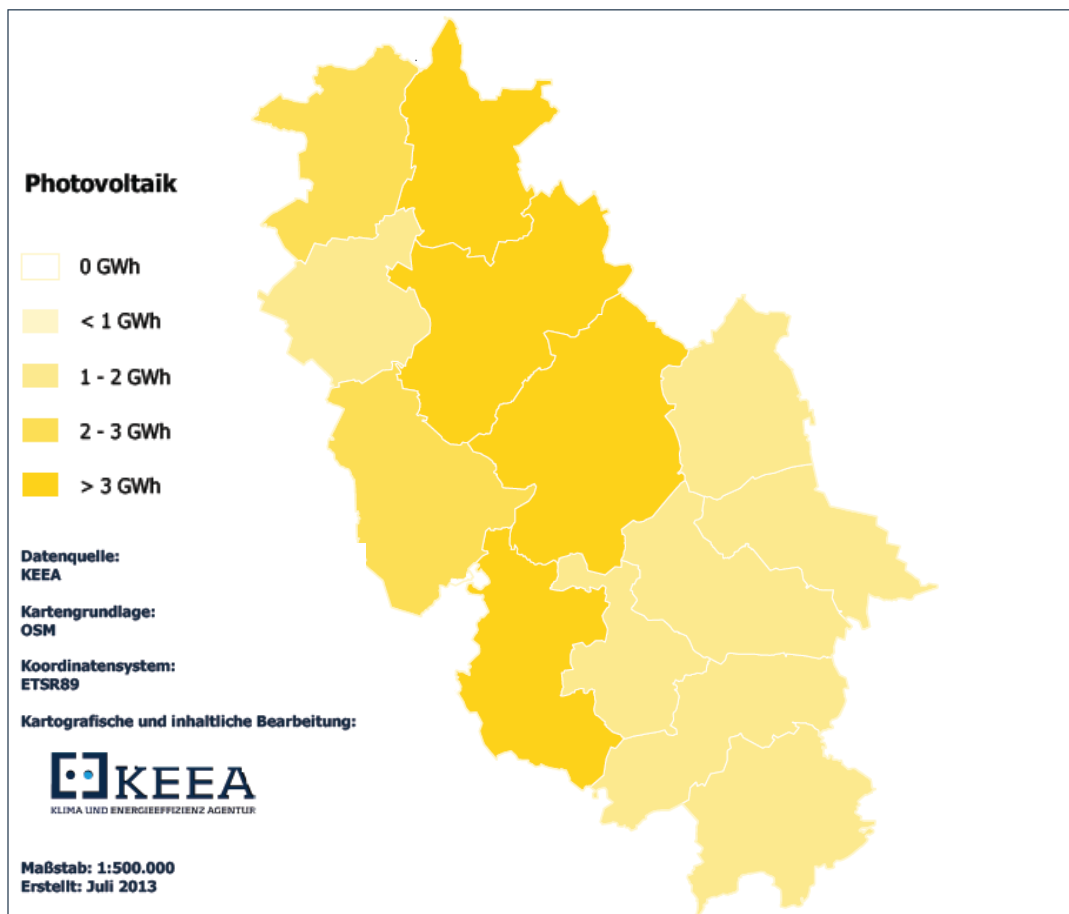 Photovoltaik
0 GWh
< 1 GWh
1 - 2 GWh
2 - 3 GWh
> 3 GWh
Datenquelle:
KEEA
Kartengrundlage:
OSM
Koordinatensystem:
ETSR89
Kartografische und inhaltliche Bearbeitung:
KEEA
KLIMA UND ENERGIEEFFIZIENZ AGENTUR
Maßstab: 1:500.000
Erstellt: Juli 2013